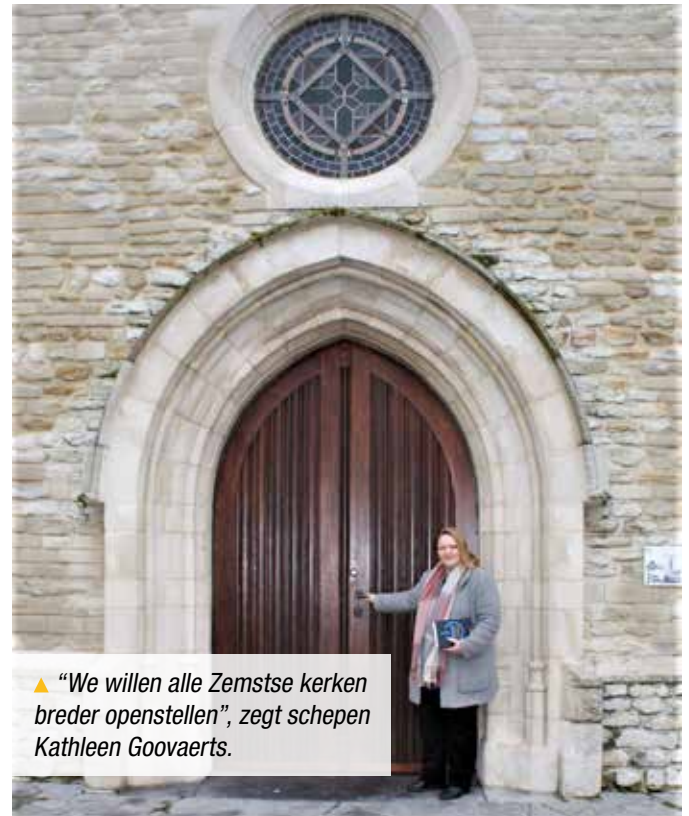 ▲ “We willen alle Zemstse kerken
breder openstellen”, zegt schepen
Kathleen Goovaerts.